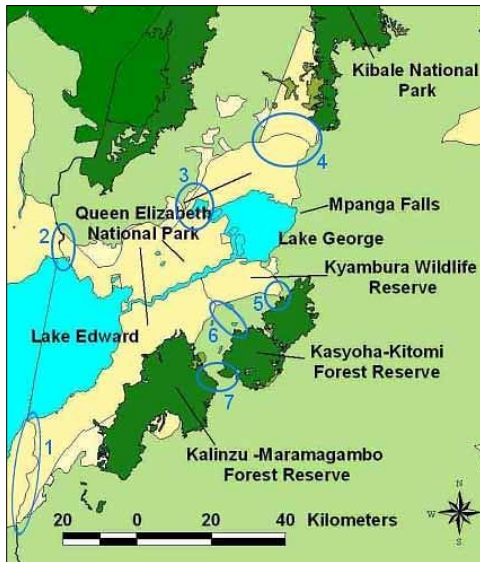 Kibale National
Park
4
3
Queen Elizabeth
National Park
Mpanga Falls
2
Lake George
Kyambura Wildlife
Reserve
5
6
Lake Edward
Kasyoha-Kitomi
Forest Reserve
7
1
Kalinzu -Maramagambo
Forest Reserve
20 0 20 40 Kilometers
N
W E
S